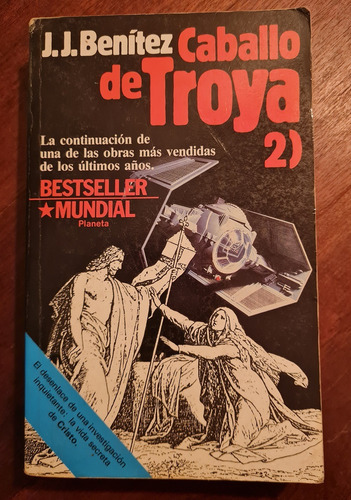 J.J. Benítez Caballo
de Troya
2)
La continuación de
una de las obras más vendidas
de los últimos años.
BESTSELLER
★MUNDIAL
Planeta
El desenlace de una investigación
inquietante: la vida secreta
de Cristo.